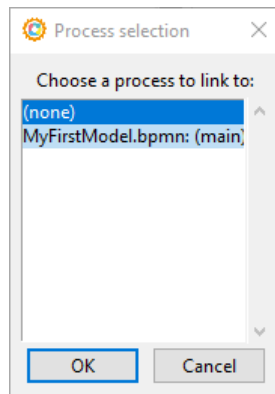 Process selection
Choose a process to link to:
(none)
MyFirstModel.bpmn: (main)
OK
Cancel